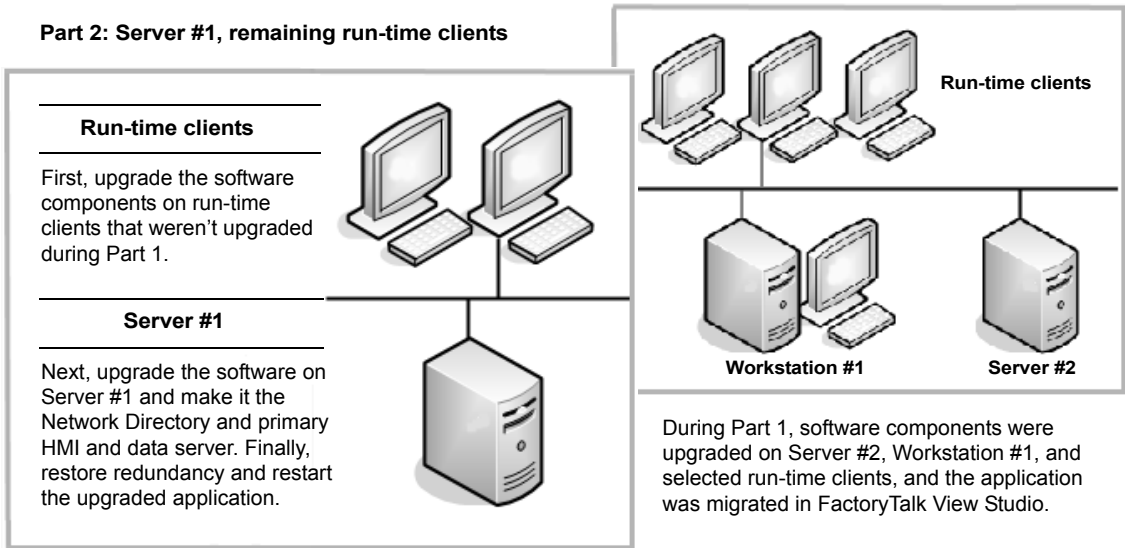 Part 2: Server #1, remaining run-time clients
Run-time clients
First, upgrade the software
components on run-time
clients that weren't upgraded
during Part 1.
Server #1
Next, upgrade the software on
Server #1 and make it the
Network Directory and primary
HMI and data server. Finally,
restore redundancy and restart
the upgraded application.
Run-time clients
Workstation #1
Server #2
During Part 1, software components were
upgraded on Server #2, Workstation #1, and
selected run-time clients, and the application
was migrated in FactoryTalk View Studio.